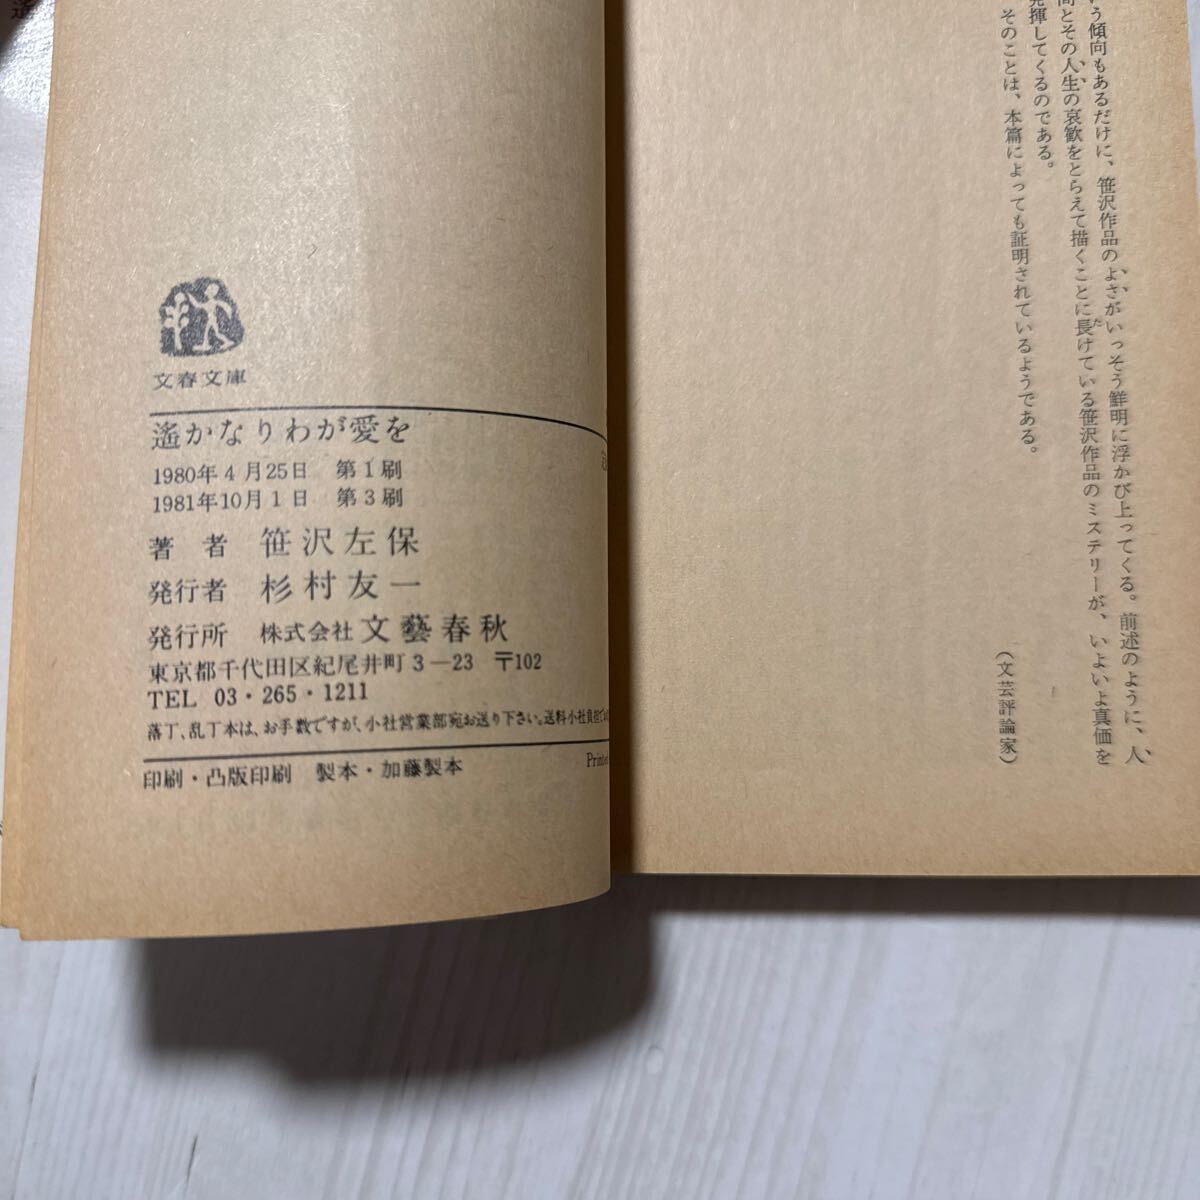 う傾向もあるだけに、笹沢作品のよさがいっそう鮮明に浮かび上ってくる。前述のように、人
間とその人生の哀歓をとらえて描くことに長けている笹沢作品のミステリーが、いよいよ真価を
発揮してくるのである。
そのことは、本篇によっても証明されているようである。
(文芸評論家)
文春文庫
遙かなりわが愛を
1980年4月25日 第1刷
1981年10月1日 第3刷
著者 笹沢左保
発行者 杉村友一
発行所 株式会社文藝春秋
東京都千代田区紀尾井町3-23 〒102
TEL 03・265・1211
落丁、乱丁本は、お手数ですが、小社営業部宛お送り下さい。送料小社負担で
Printed
印刷・凸版印刷 製本・加藤製本